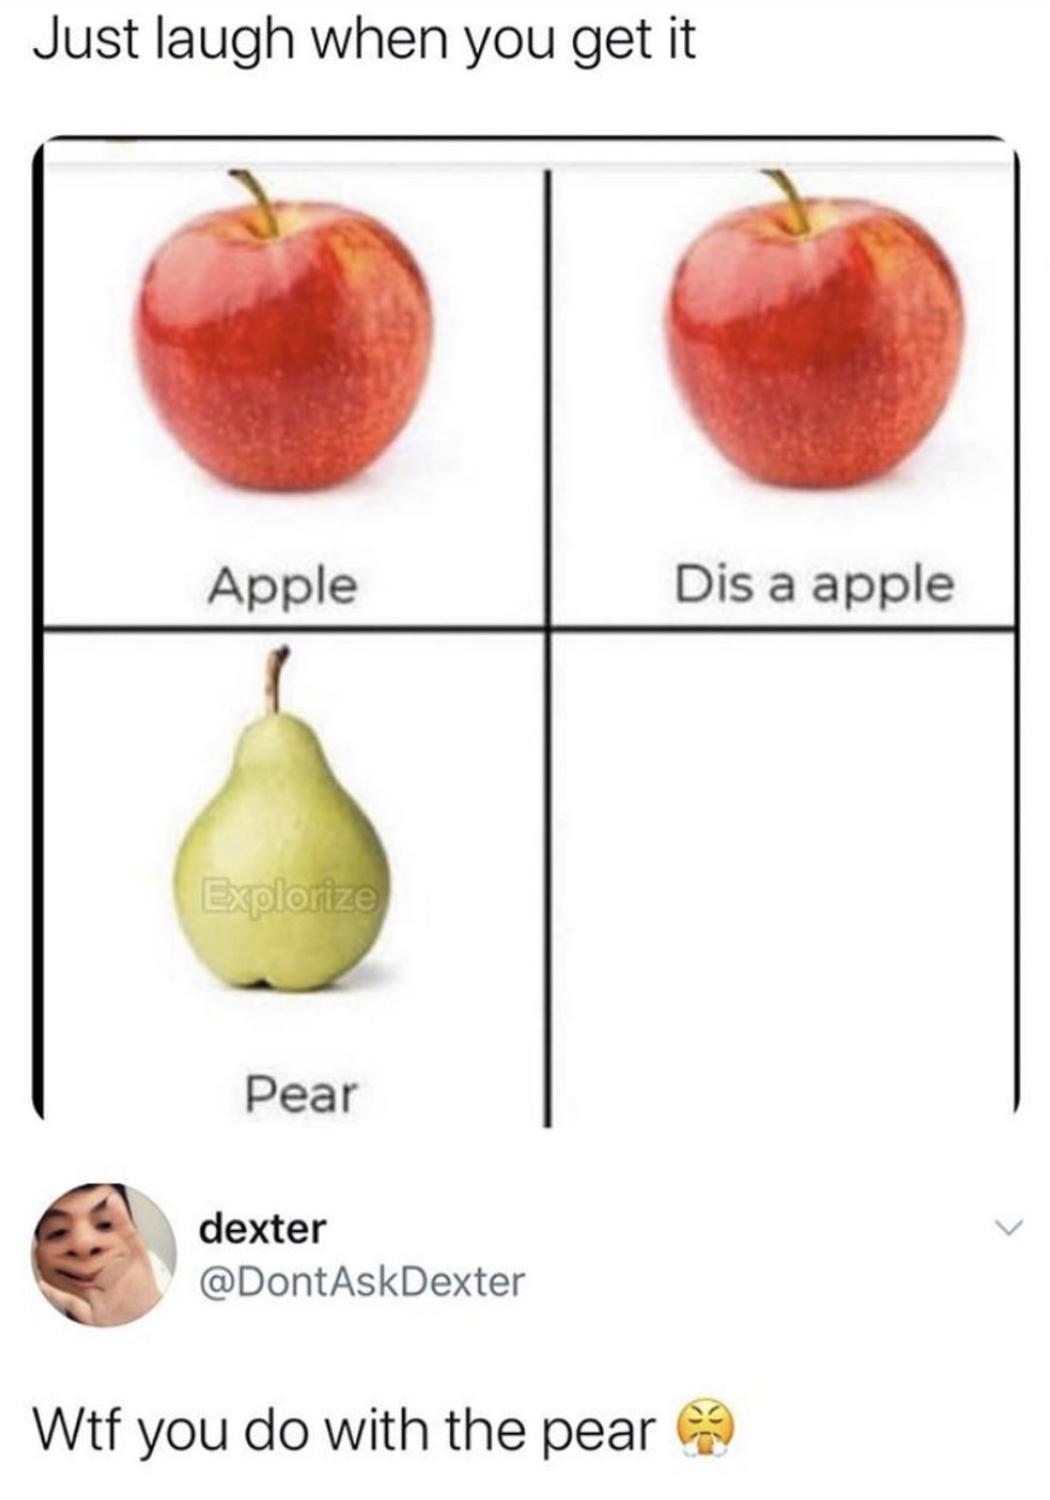 Just laugh when you get it
Apple
Dis a apple
Explorize
Pear
dexter
@DontAskDexter
Wtf you do with the pear 😤